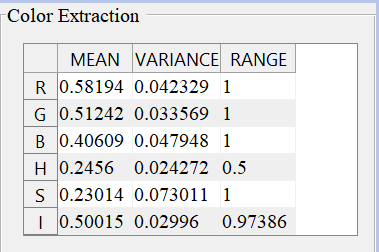 Color Extraction
MEAN VARIANCE RANGE
R 0.58194 0.042329 1
G 0.51242 0.033569 1
B 0.40609 0.047948 1
H 0.2456 0.024272 0.5
S 0.23014 0.073011 1
I 0.50015 0.02996 0.97386